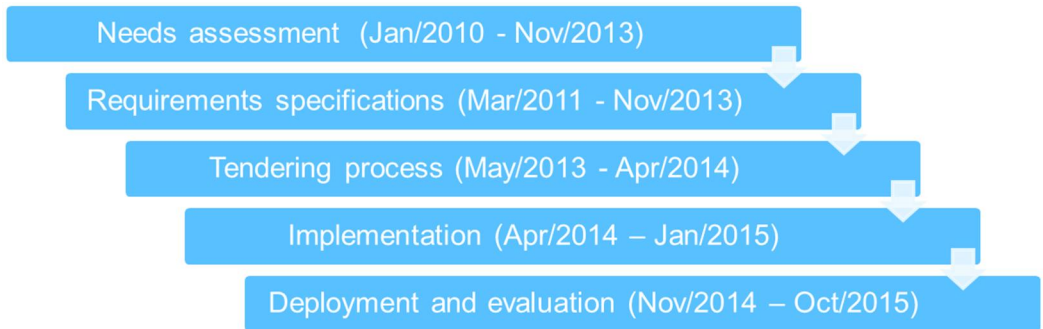 Needs assessment (Jan/2010 - Nov/2013)
Requirements specifications (Mar/2011 - Nov/2013)
Tendering process (May/2013 - Apr/2014)
Implementation (Apr/2014 – Jan/2015)
Deployment and evaluation (Nov/2014 – Oct/2015)